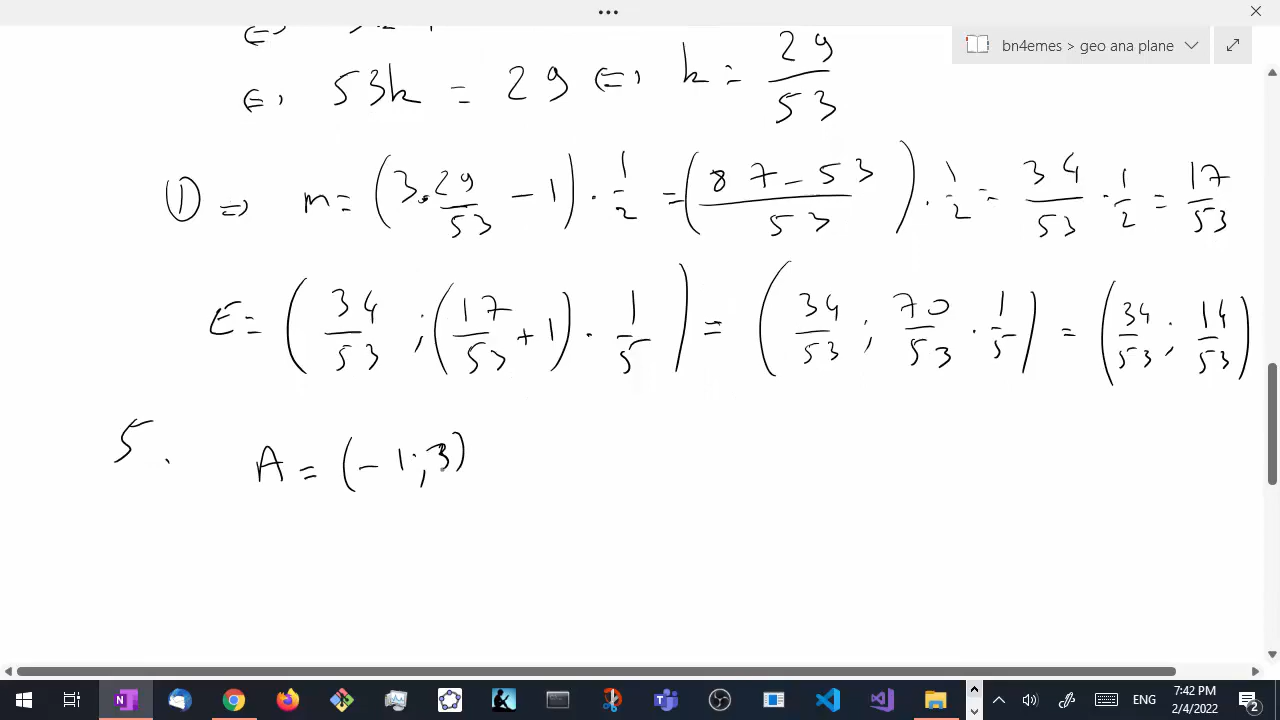 bn4emes > geo ana plane
⇔ 53k = 29 ⇔ k = 29/53
① ⇒ m = (3·29/53 − 1) · 1/2 = ((87 − 53)/53) · 1/2 = 34/53 · 1/2 = 17/53
E = (34/53 ; (17/53 + 1) · 1/5) = (34/53 ; 70/53 · 1/5) = (34/53 ; 14/53)
5. A = (−1 ; 3)
ENG
7:42 PM
2/4/2022
2